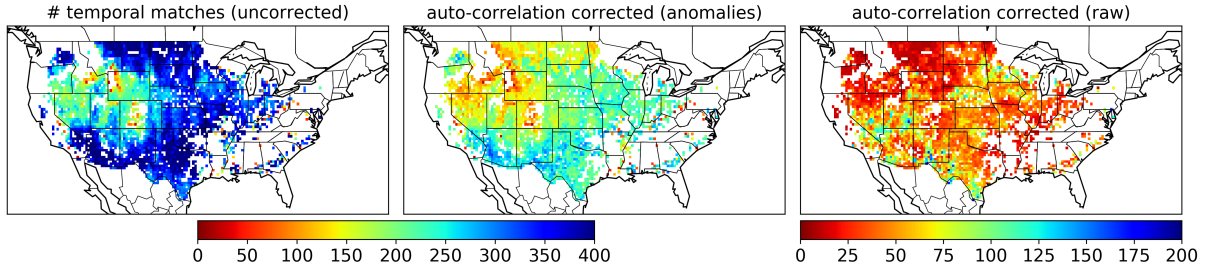 # temporal matches (uncorrected)
auto-correlation corrected (anomalies)
auto-correlation corrected (raw)
0 50 100 150 200 250 300 350 400
0 25 50 75 100 125 150 175 200